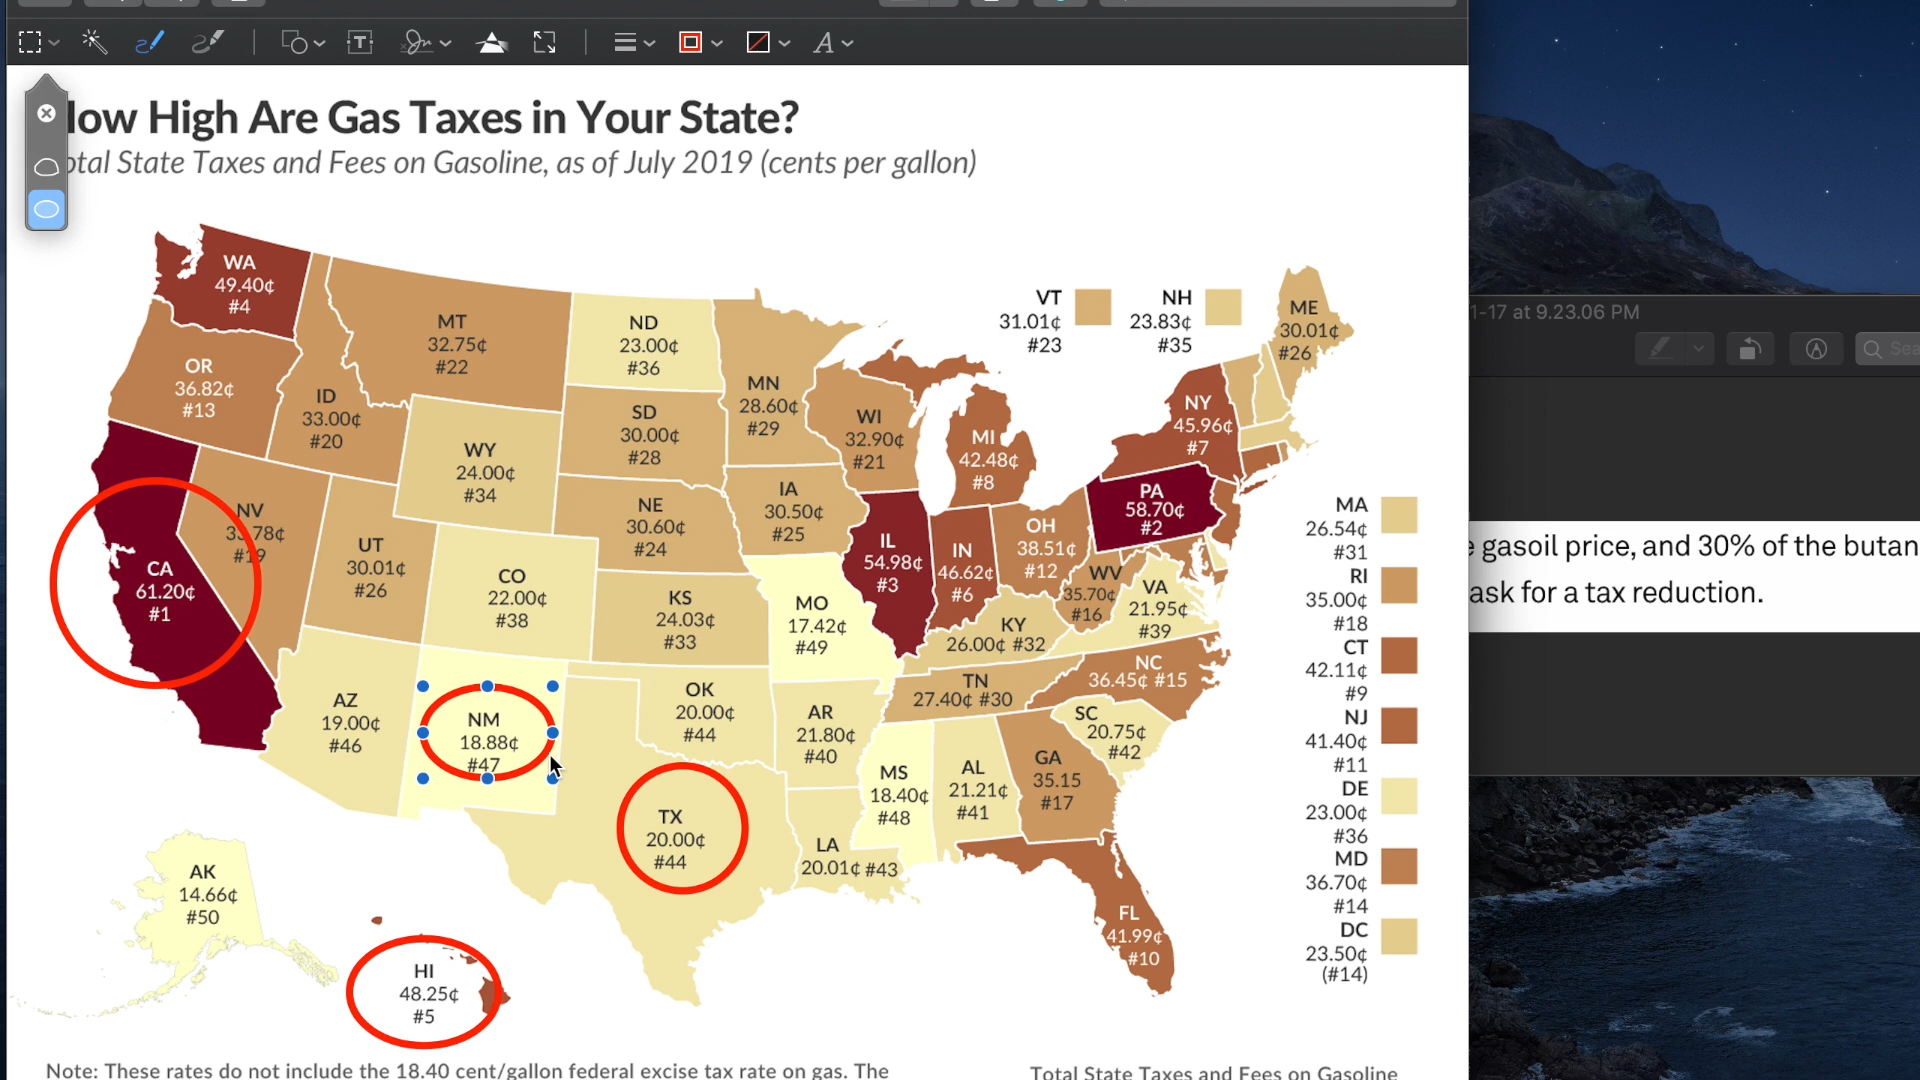 How High Are Gas Taxes in Your State?
Total State Taxes and Fees on Gasoline, as of July 2019 (cents per gallon)
WA
49.40¢
#4
OR
36.82¢
#13
CA
61.20¢
#1
NV
33.78¢
#19
ID
33.00¢
#20
MT
32.75¢
#22
WY
24.00¢
#34
UT
30.01¢
#26
CO
22.00¢
#38
AZ
19.00¢
#46
NM
18.88¢
#47
ND
23.00¢
#36
SD
30.00¢
#28
NE
30.60¢
#24
KS
24.03¢
#33
OK
20.00¢
#44
TX
20.00¢
#44
MN
28.60¢
#29
IA
30.50¢
#25
MO
17.42¢
#49
AR
21.80¢
#40
LA
20.01¢ #43
WI
32.90¢
#21
IL
54.98¢
#3
MI
42.48¢
#8
IN
46.62¢
#6
OH
38.51¢
#12
KY
26.00¢ #32
TN
27.40¢ #30
MS
18.40¢
#48
AL
21.21¢
#41
GA
35.15
#17
FL
41.99¢
#10
SC
20.75¢
#42
NC
36.45¢ #15
VA
21.95¢
#39
WV
35.70¢
#16
PA
58.70¢
#2
NY
45.96¢
#7
VT
31.01¢
#23
NH
23.83¢
#35
ME
30.01¢
#26
MA
26.54¢
#31
RI
35.00¢
#18
CT
42.11¢
#9
NJ
41.40¢
#11
DE
23.00¢
#36
MD
36.70¢
#14
DC
23.50¢
(#14)
AK
14.66¢
#50
HI
48.25¢
#5
Note: These rates do not include the 18.40 cent/gallon federal excise tax rate on gas. The
Total State Taxes and Fees on Gasoline
1-17 at 9.23.06 PM
Sea
e gasoil price, and 30% of the butan
ask for a tax reduction.